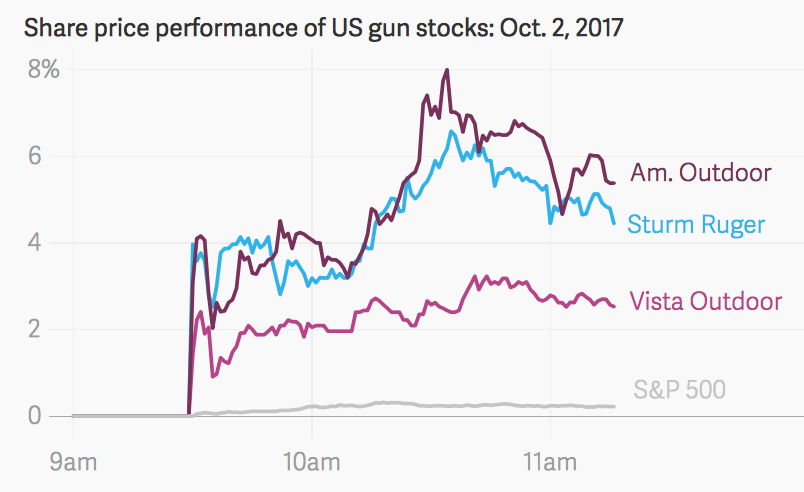 Share price performance of US gun stocks: Oct. 2, 2017
8%
6
Am. Outdoor
Sturm Ruger
4
Vista Outdoor
2
S&P 500
0
9am 10am 11am